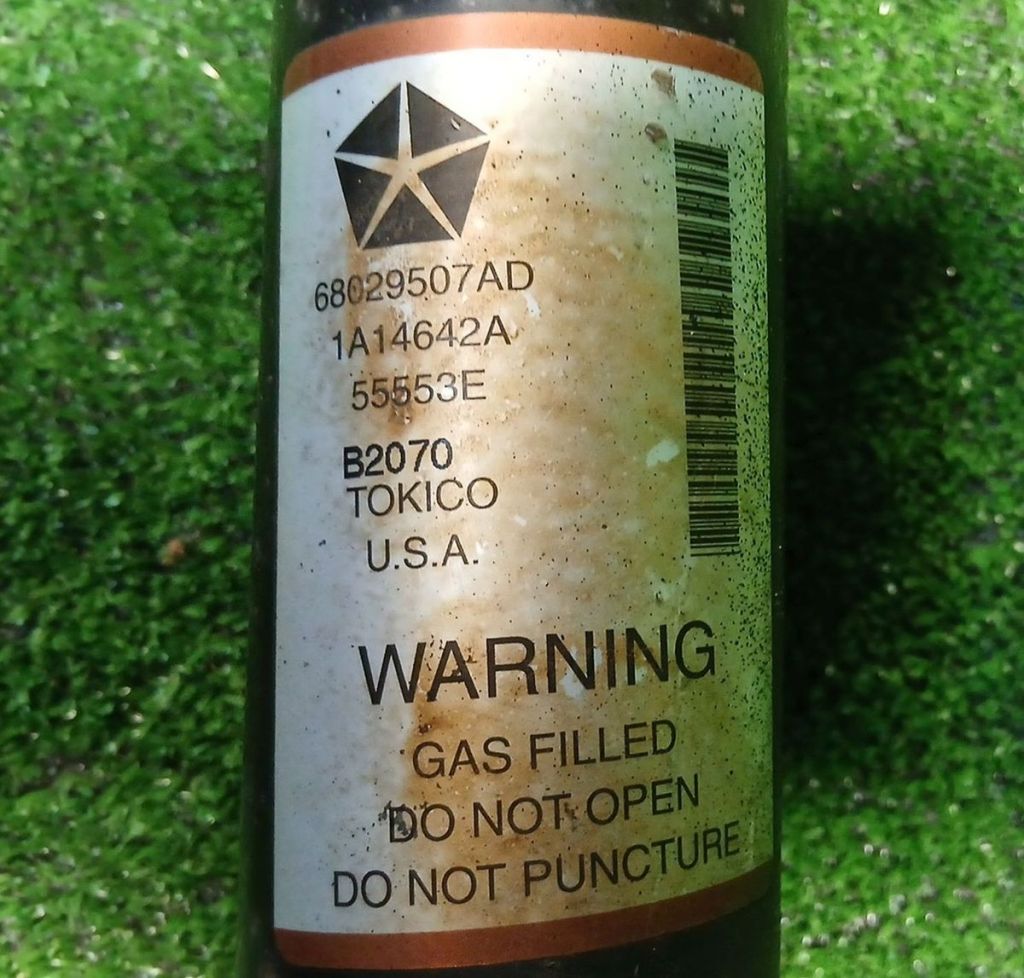 68029507AD
1A14642A
55553E
B2070
TOKICO
U.S.A.
WARNING
GAS FILLED
DO NOT OPEN
DO NOT PUNCTURE